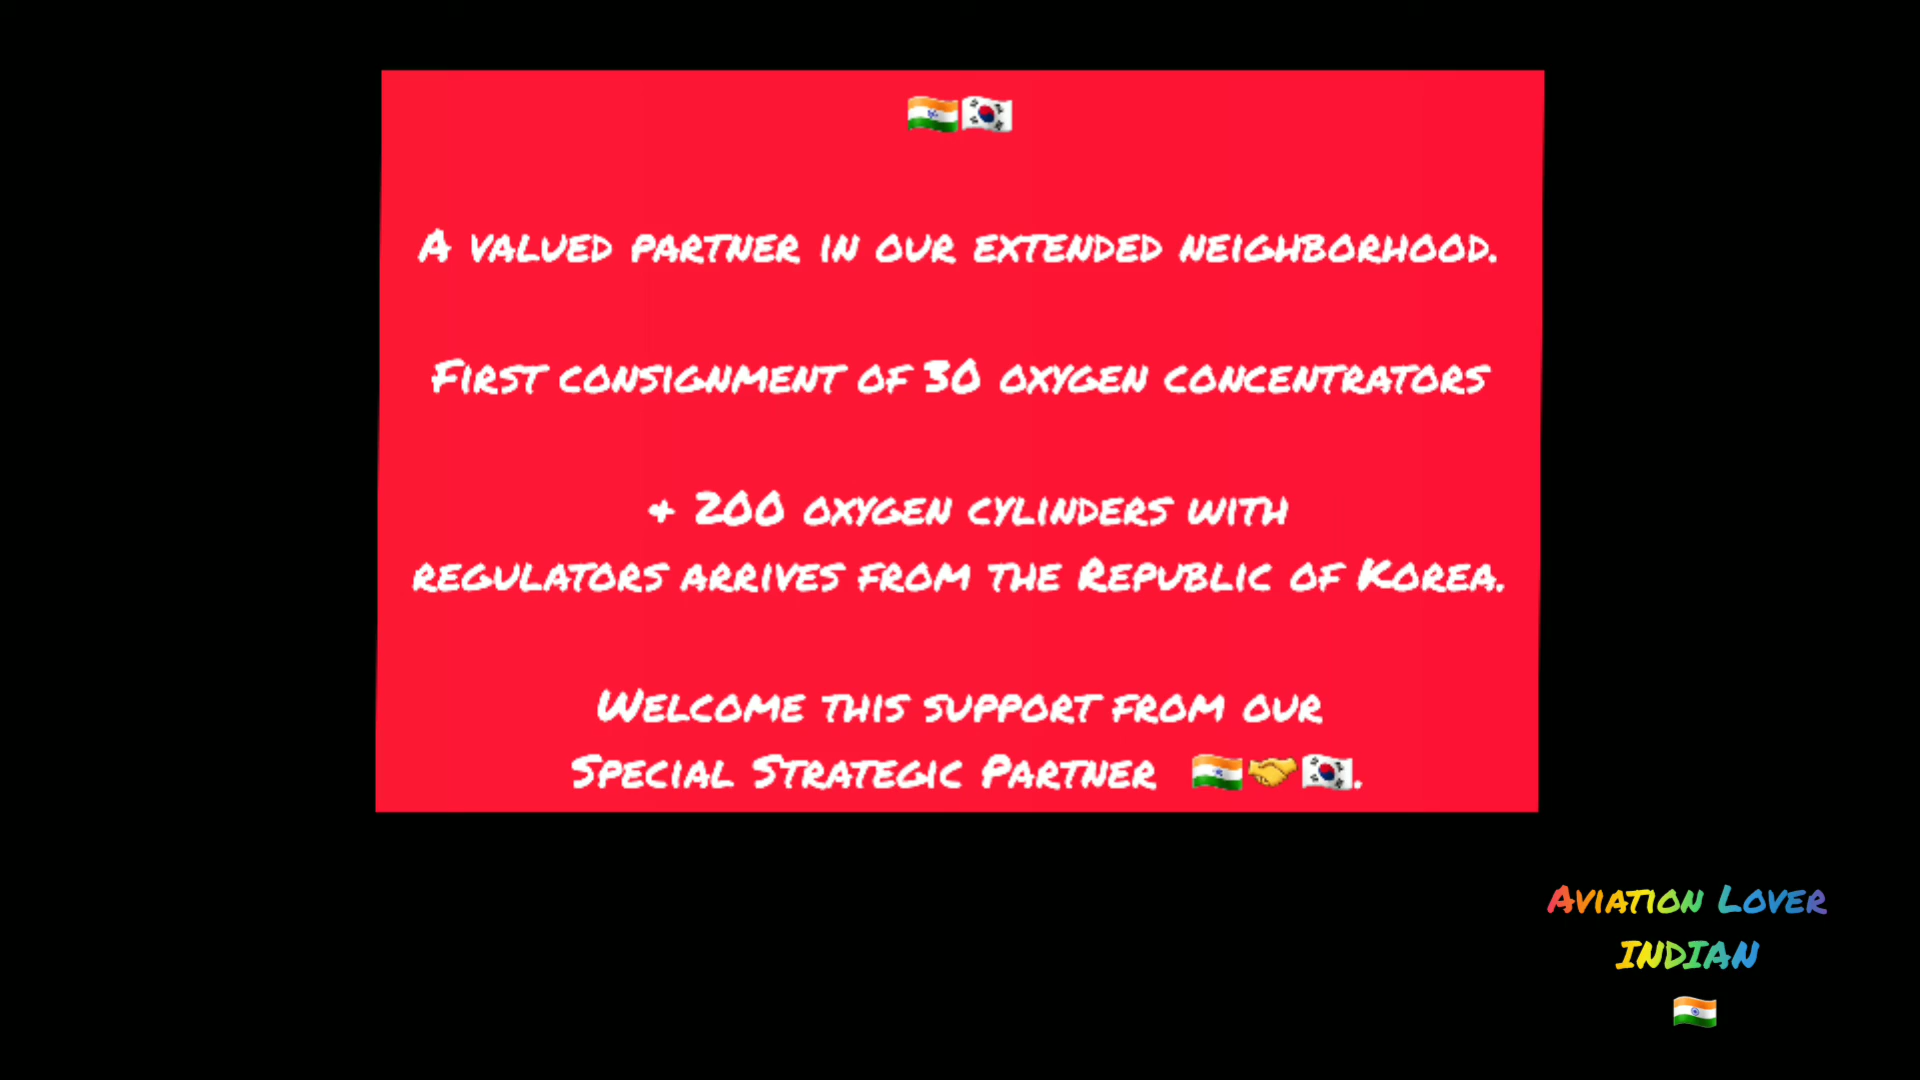 🇮🇳🇰🇷
A valued partner in our extended neighborhood.
First consignment of 30 oxygen concentrators
& 200 oxygen cylinders with
regulators arrives from the Republic of Korea.
Welcome this support from our
Special Strategic Partner 🇮🇳🤝🇰🇷.
Aviation Lover
INDIAN
🇮🇳